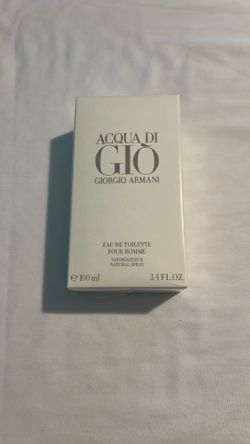 ACQUA DI
GIÒ
GIORGIO ARMANI
EAU DE TOILETTE
POUR HOMME
VAPORISATEUR
NATURAL SPRAY
e 100 ml 3.4 FL.OZ.